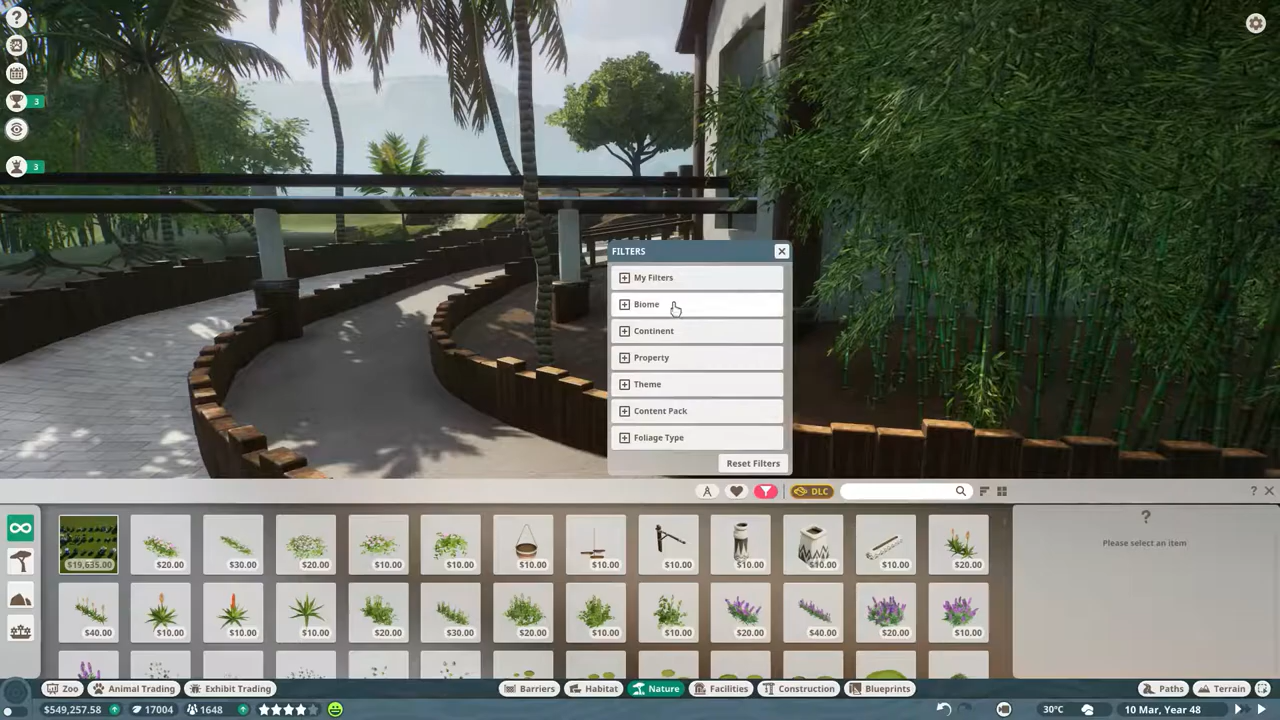 ?
3
3
FILTERS
My Filters
Biome
Continent
Property
Theme
Content Pack
Foliage Type
Reset Filters
DLC
?
$19,635.00 $20.00 $30.00 $20.00 $10.00 $10.00 $10.00 $10.00 $10.00 $10.00 $10.00 $10.00 $20.00
?
Please select an item
$40.00 $10.00 $10.00 $10.00 $20.00 $30.00 $20.00 $10.00 $10.00 $20.00 $40.00 $20.00 $10.00
Zoo Animal Trading Exhibit Trading Barriers Habitat Nature Facilities Construction Blueprints Paths Terrain
$549,257.58 17004 1648 30°C 10 Mar, Year 48